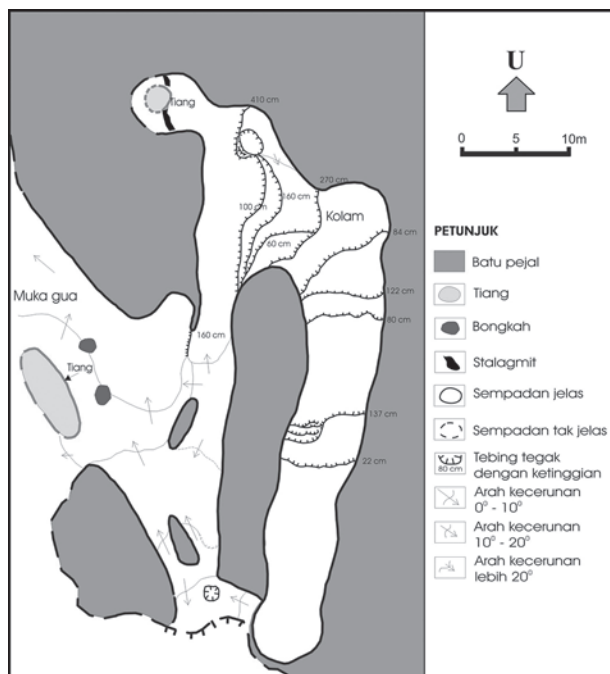 Tiang
410 cm
270 cm
100 cm
160 cm
Kolam
60 cm
84 cm
122 cm
80 cm
Muka gua
160 cm
Tiang
137 cm
22 cm
U
0 5 10m
PETUNJUK
Batu pejal
Tiang
Bongkah
Stalagmit
Sempadan jelas
Sempadan tak jelas
80 cm
Tebing tegak
dengan ketinggian
Arah kecerunan
0° - 10°
Arah kecerunan
10° - 20°
Arah kecerunan
lebih 20°